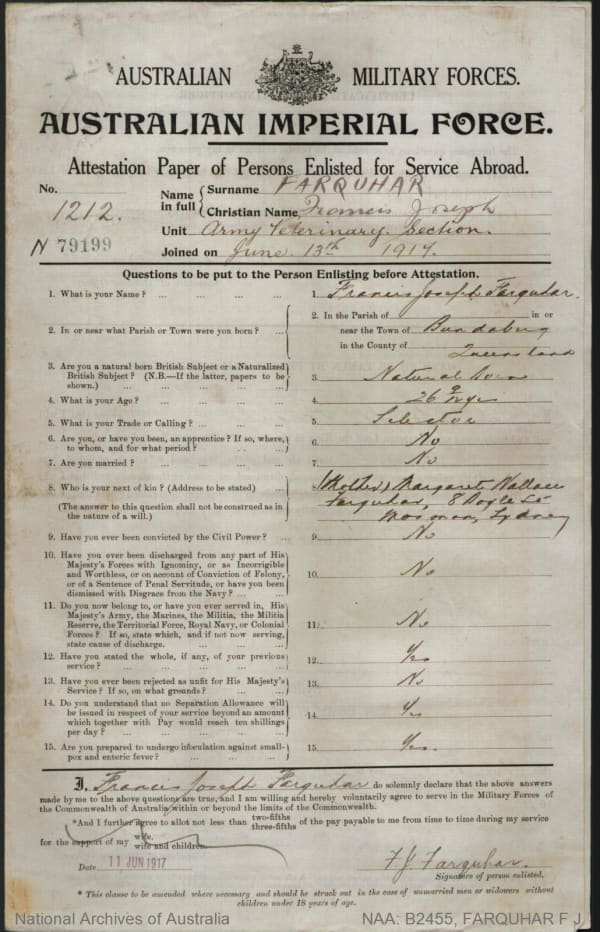 AUSTRALIAN MILITARY FORCES.
AUSTRALIAN IMPERIAL FORCE.
Attestation Paper of Persons Enlisted for Service Abroad.
No. 1212.
N 79199
Name in full { Surname FARQUHAR
Christian Name Francis Joseph
Unit Army Veterinary Section.
Joined on June 13th 1917.
Questions to be put to the Person Enlisting before Attestation.
1. What is your Name? ... ... ... ... 1. Francis Joseph Farquhar.
2. In or near what Parish or Town were you born? ... 2. In the Parish of in or
near the Town of Bundaberg
in the County of Queensland
3. Are you a natural born British Subject or a Naturalized
British Subject? (N.B.—If the latter, papers to be
shown.) ... ... ... ... 3. Natural born
4. What is your Age? ... ... ... ... 4. 26 9/12 yrs
5. What is your Trade or Calling? ... ... ... 5. Selector
6. Are you, or have you been, an apprentice? If so, where,
to whom, and for what period? ... ... 6. No
7. Are you married? ... ... ... ... 7. No
8. Who is your next of kin? (Address to be stated) ... (Mother) Margaret Wallace
(The answer to this question shall not be construed as in Farquhar, 8 Boyle St
the nature of a will.) Mosman, Sydney
9. Have you ever been convicted by the Civil Power? ... 9. No
10. Have you ever been discharged from any part of His
Majesty's Forces with Ignominy, or as Incorrigible
and Worthless, or on account of Conviction of Felony,
or of a Sentence of Penal Servitude, or have you been
dismissed with Disgrace from the Navy? ... ... 10. No
11. Do you now belong to, or have you ever served in, His
Majesty's Army, the Marines, the Militia, the Militia
Reserve, the Territorial Force, Royal Navy, or Colonial
Forces? If so, state which, and if not now serving,
state cause of discharge. ... ... ... 11. No
12. Have you stated the whole, if any, of your previous
service? ... ... ... ... ... 12. Yes
13. Have you ever been rejected as unfit for His Majesty's
Service? If so, on what grounds? ... ... 13. No
14. Do you understand that no Separation Allowance will
be issued in respect of your service beyond an amount
which together with Pay would reach ten shillings
per day? ... ... ... ... ... 14. Yes
15. Are you prepared to undergo inoculation against small-
pox and enteric fever? ... ... ... 15. Yes.
I, Francis Joseph Farquhar do solemnly declare that the above answers
made by me to the above questions are true, and I am willing and hereby voluntarily agree to serve in the Military Forces of
the Commonwealth of Australia within or beyond the limits of the Commonwealth.
*And I further agree to allot not less than two-fifths three-fifths of the pay payable to me from time to time during my service
for the support of my wife. wife and children.
Date 11 JUN 1917 F J Farquhar.
Signature of person enlisted.
* This clause to be amended where necessary and should be struck out in the case of unmarried men or widowers without
children under 18 years of age.
National Archives of Australia NAA: B2455, FARQUHAR F J